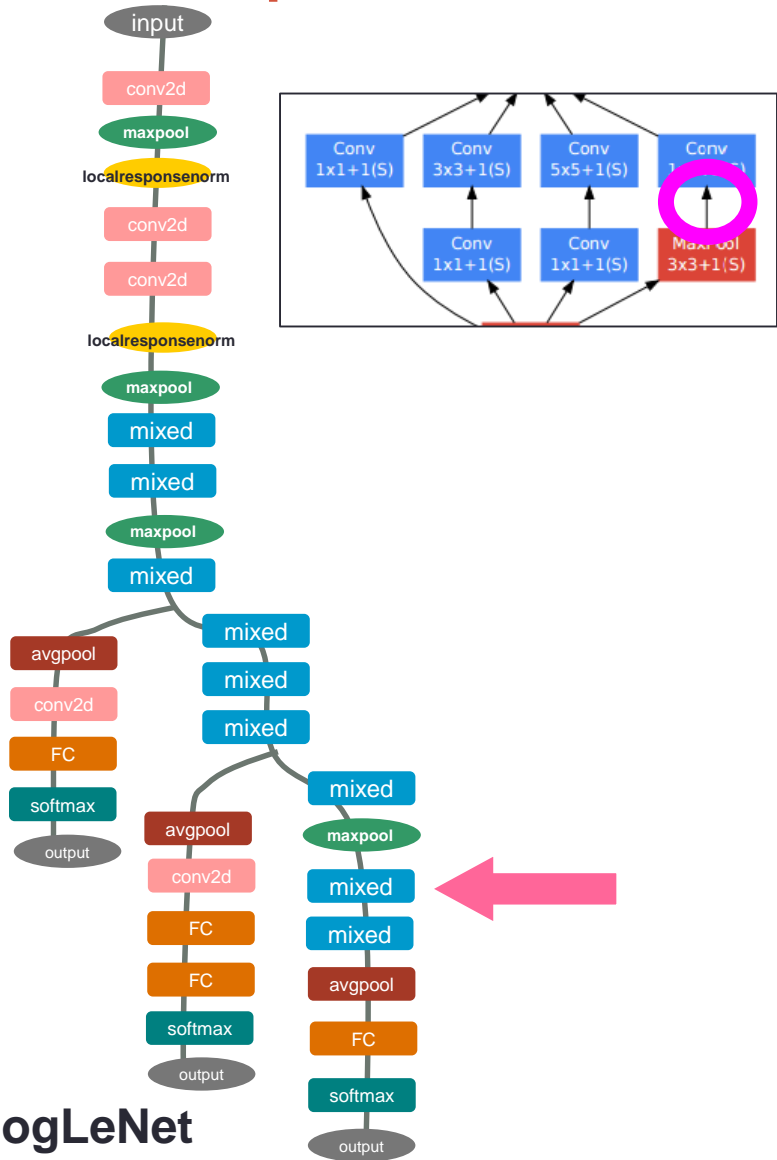 input
conv2d
maxpool
localresponsenorm
conv2d
conv2d
localresponsenorm
maxpool
mixed
mixed
maxpool
mixed
Conv
1x1+1(S)
Conv
3x3+1(S)
Conv
5x5+1(S)
Conv
Conv
1x1+1(S)
Conv
1x1+1(S)
MaxPool
3x3+1(S)
mixed
mixed
mixed
avgpool
conv2d
FC
softmax
output
avgpool
conv2d
FC
FC
softmax
output
mixed
maxpool
mixed
mixed
avgpool
FC
softmax
output
ogLeNet